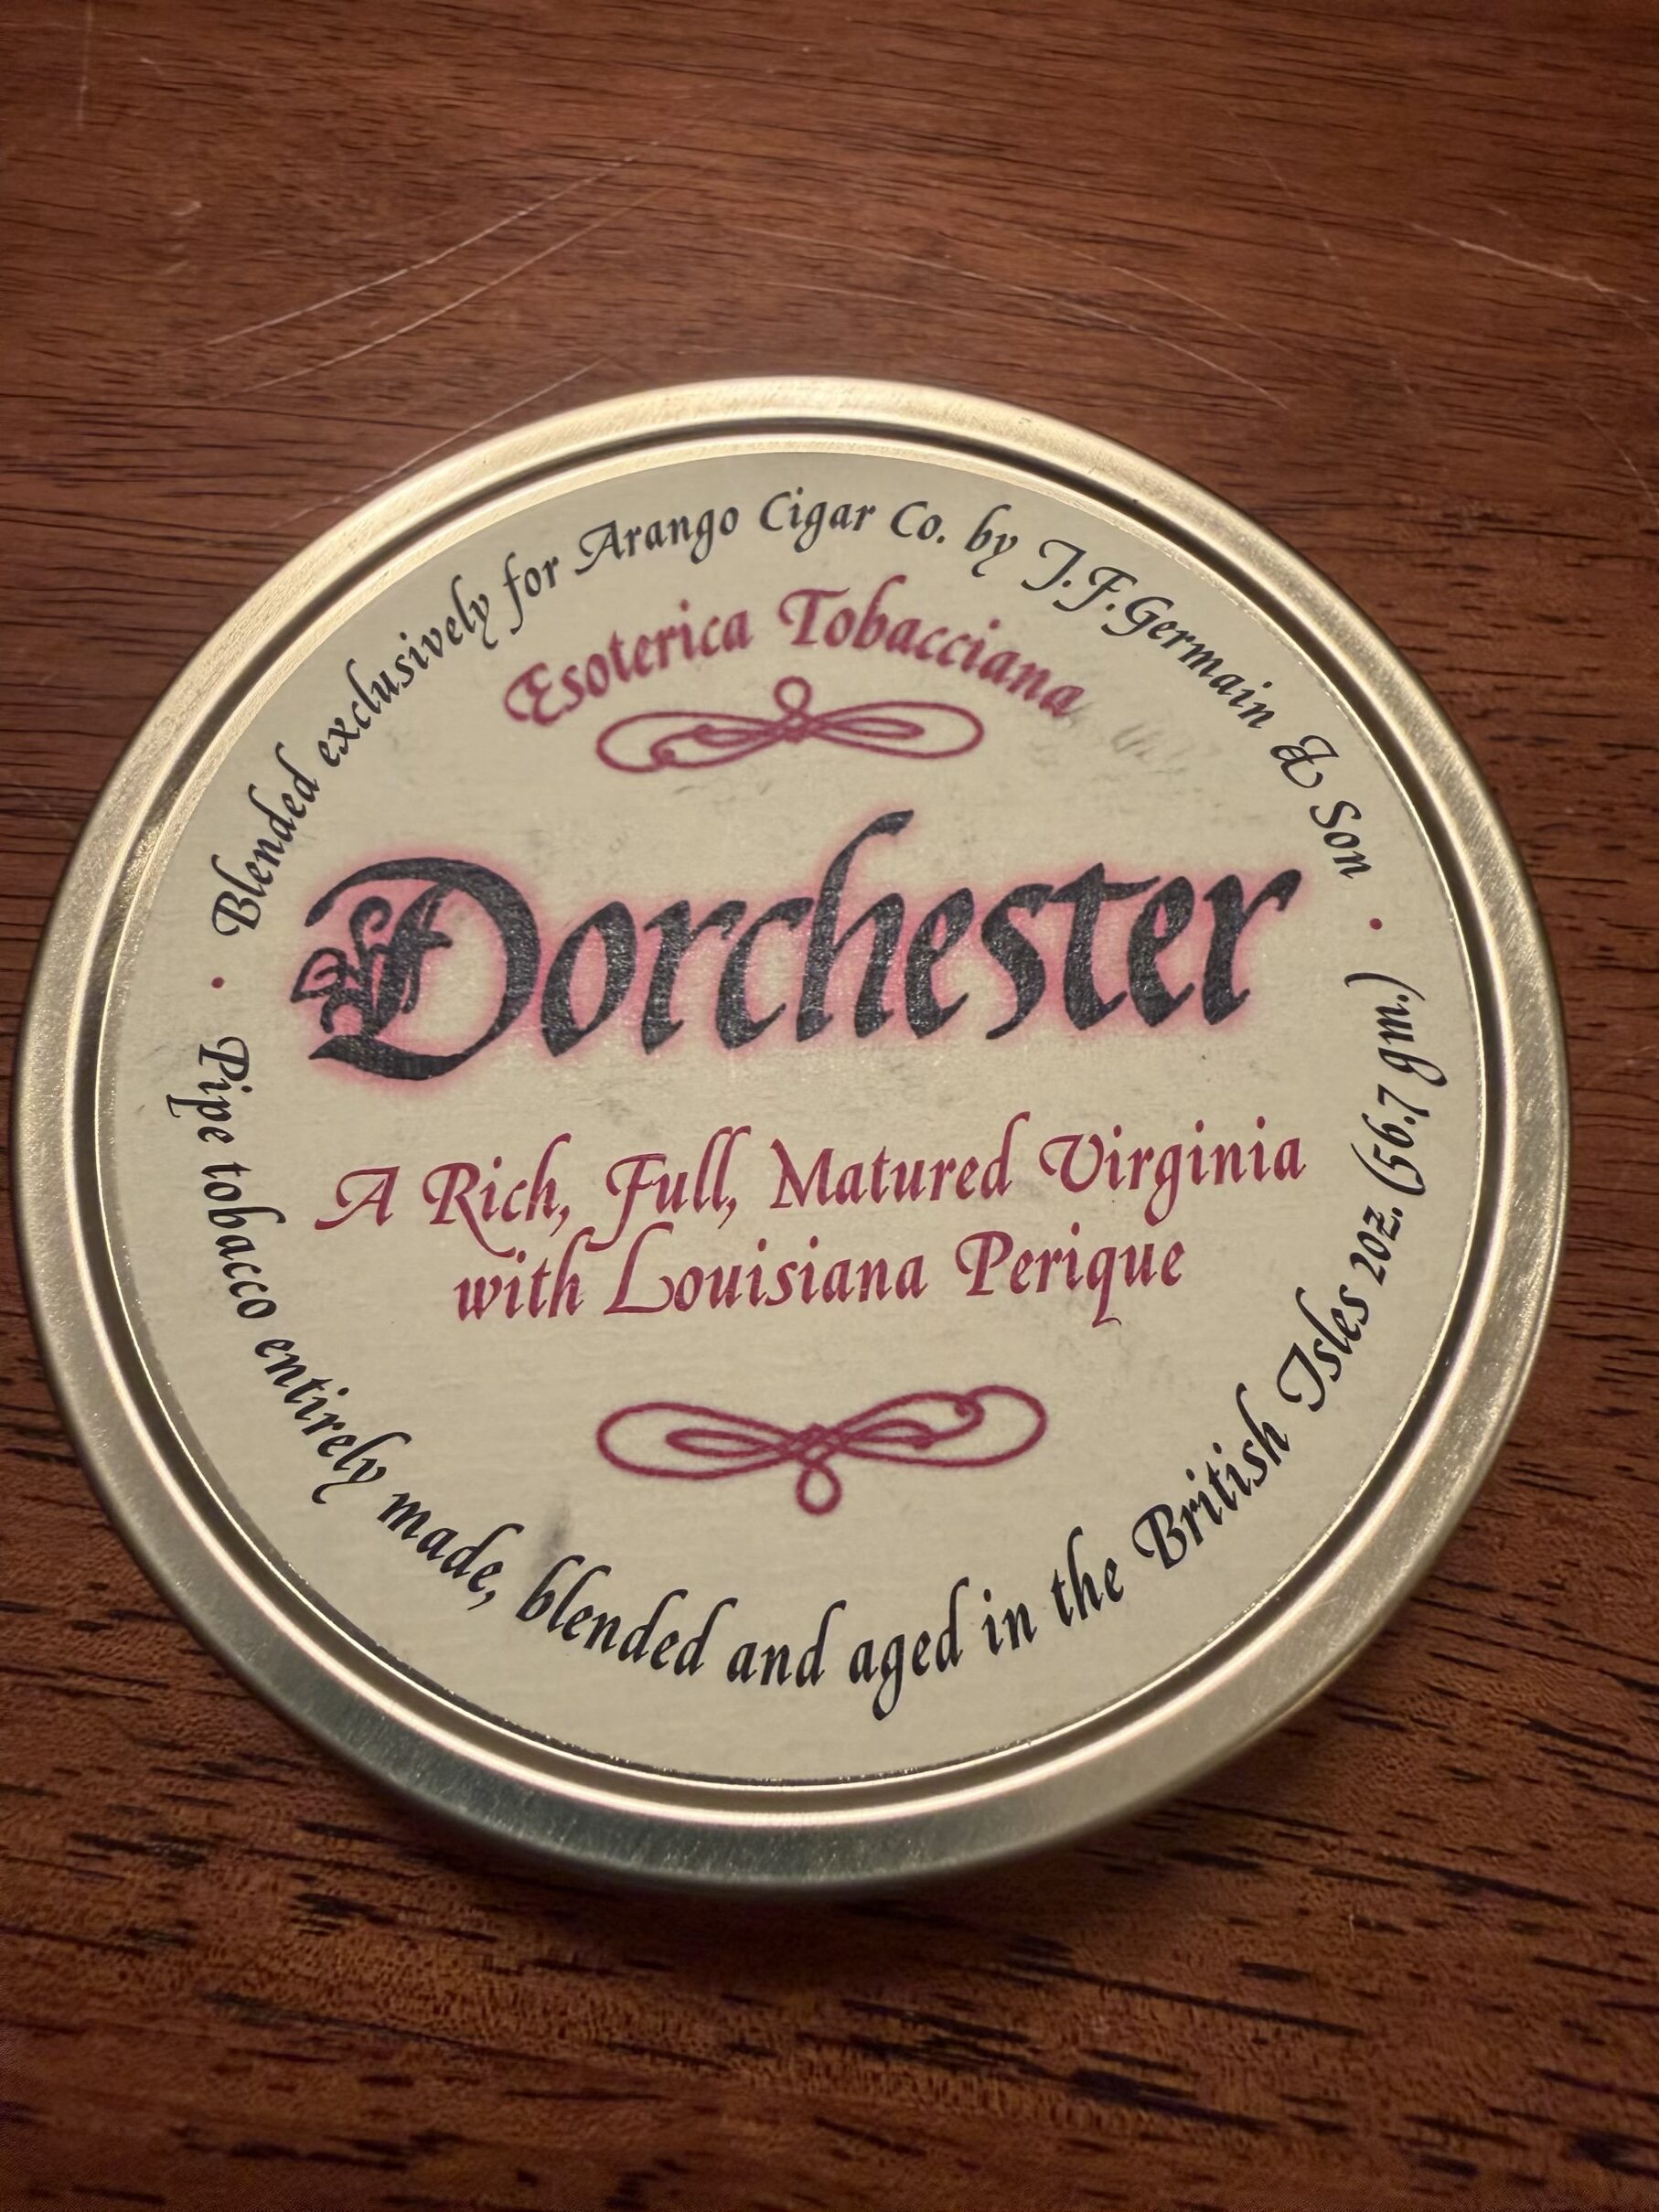 Blended exclusively for Arango Cigar Co. by J.F.Germain & Son
Esoterica Tobacciana
Dorchester
A Rich, Full, Matured Virginia
with Louisiana Perique
Pipe tobacco entirely made, blended and aged in the British Isles 2oz. (56.7 gm.)